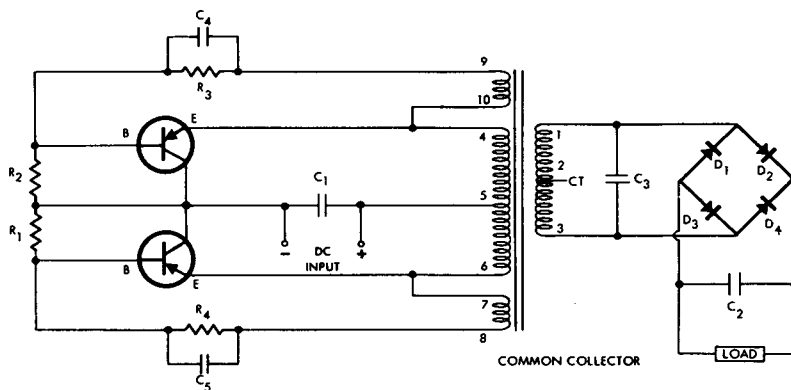 C4
R3
9
10
B
E
4
1
R2
C1
5
2
CT
C3
D1
D2
R1
-
+
D3
D4
DC
INPUT
B
E
6
3
7
R4
8
C2
C5
COMMON COLLECTOR
LOAD